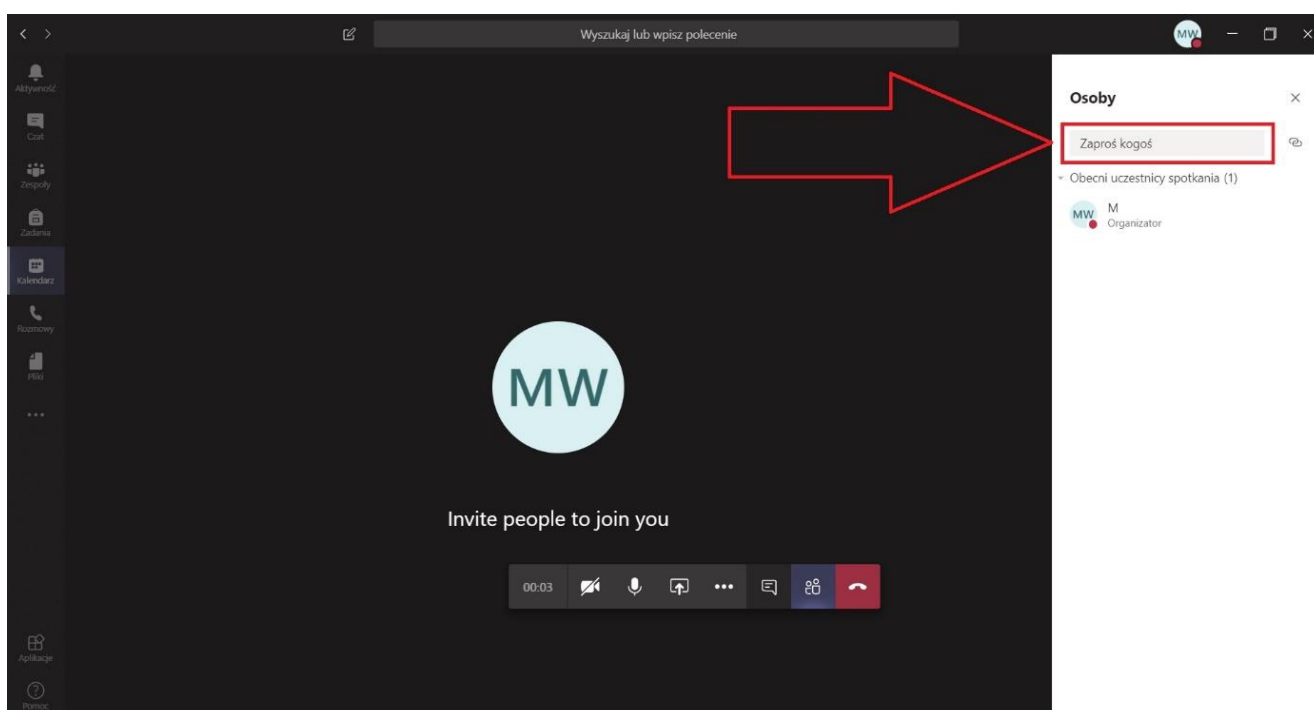 Wyszukaj lub wpisz polecenie
MW
Aktywność
Czat
Zespoły
Zadania
Kalendarz
Rozmowy
Pliki
Aplikacje
Pomoc
MW
Invite people to join you
00:03
Osoby
Zaproś kogoś
Obecni uczestnicy spotkania (1)
MW
M
Organizator